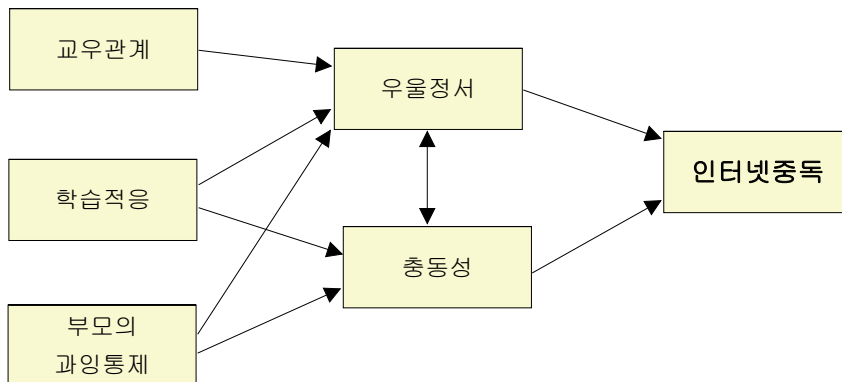 교우관계
우울정서
인터넷중독
학습적응
충동성
부모의
과잉통제